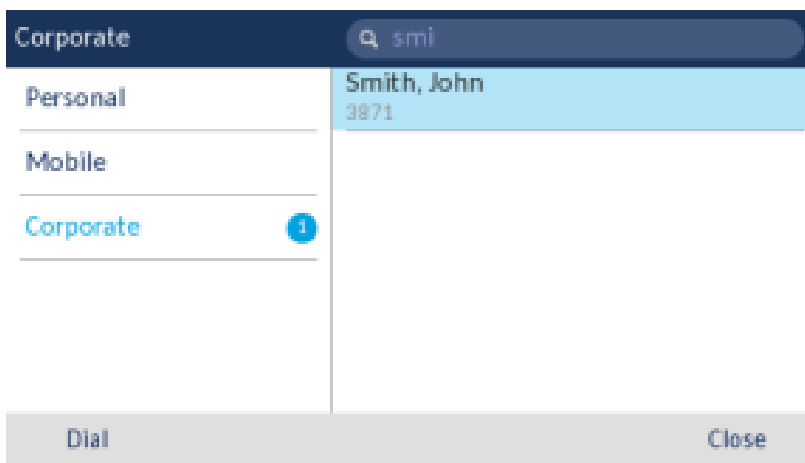 Corporate
smi
Personal
Mobile
Corporate 1
Smith, John
3871
Dial
Close